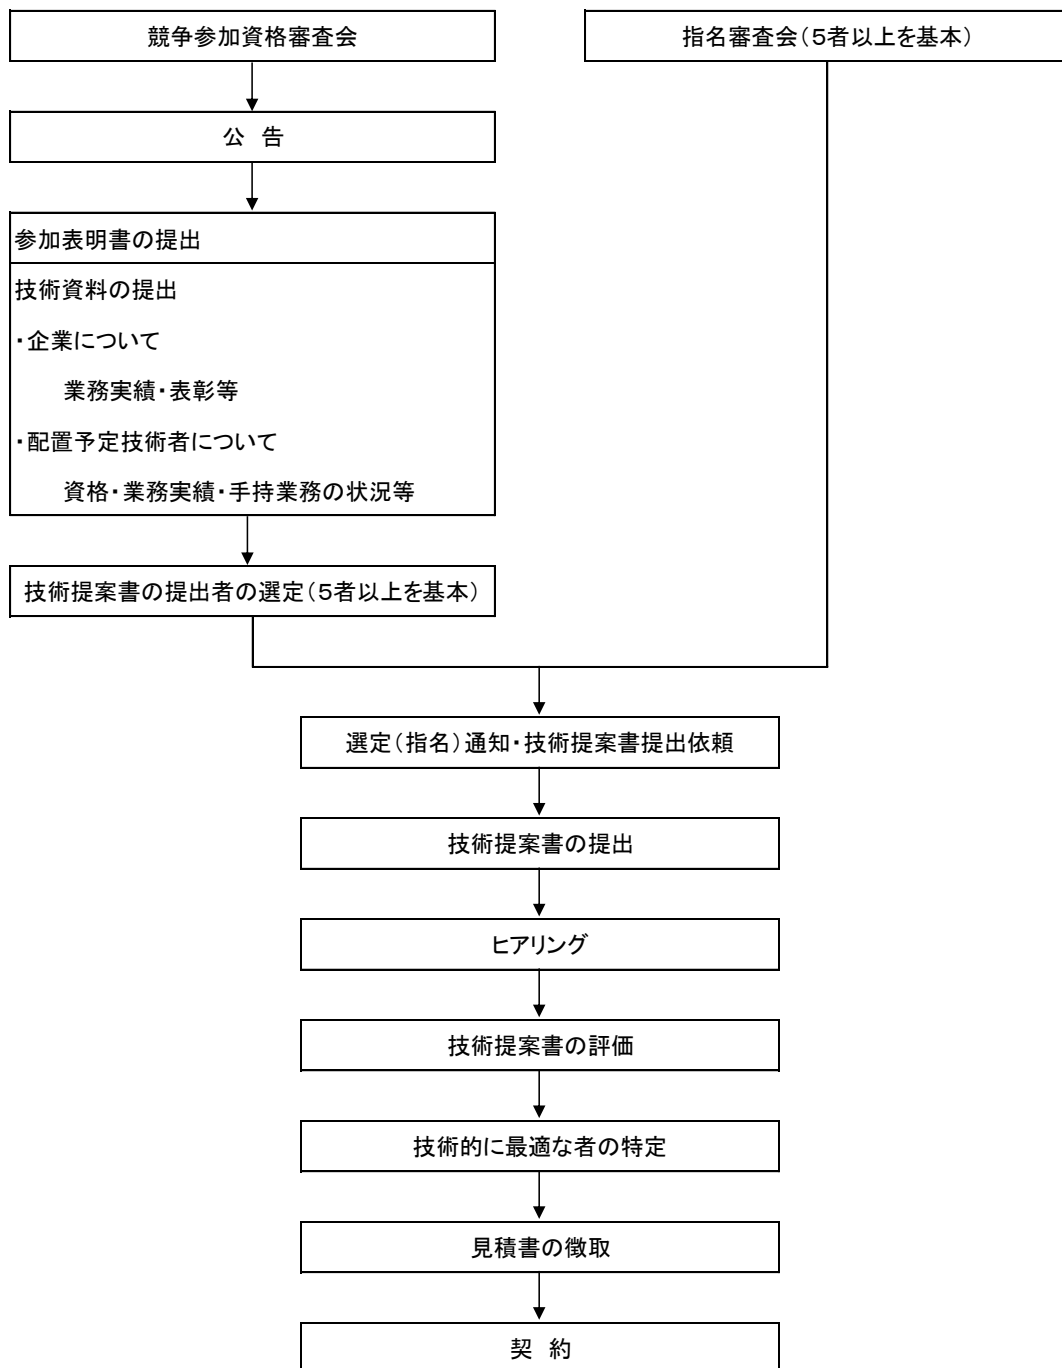 競争参加資格審査会
指名審査会(5者以上を基本)
公 告
参加表明書の提出
技術資料の提出
・企業について
業務実績・表彰等
・配置予定技術者について
資格・業務実績・手持業務の状況等
技術提案書の提出者の選定(5者以上を基本)
選定(指名)通知・技術提案書提出依頼
技術提案書の提出
ヒアリング
技術提案書の評価
技術的に最適な者の特定
見積書の徴取
契 約